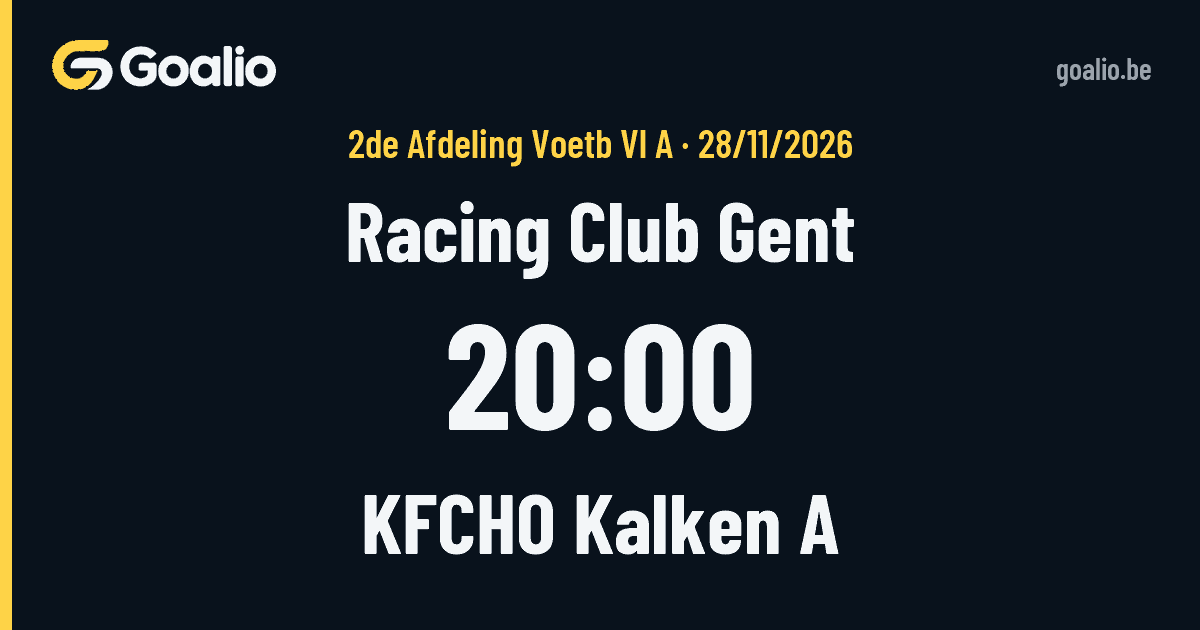 Goalio
goalio.be
2de Afdeling Voetb Vl A · 28/11/2026
Racing Club Gent
20:00
KFCHO Kalken A